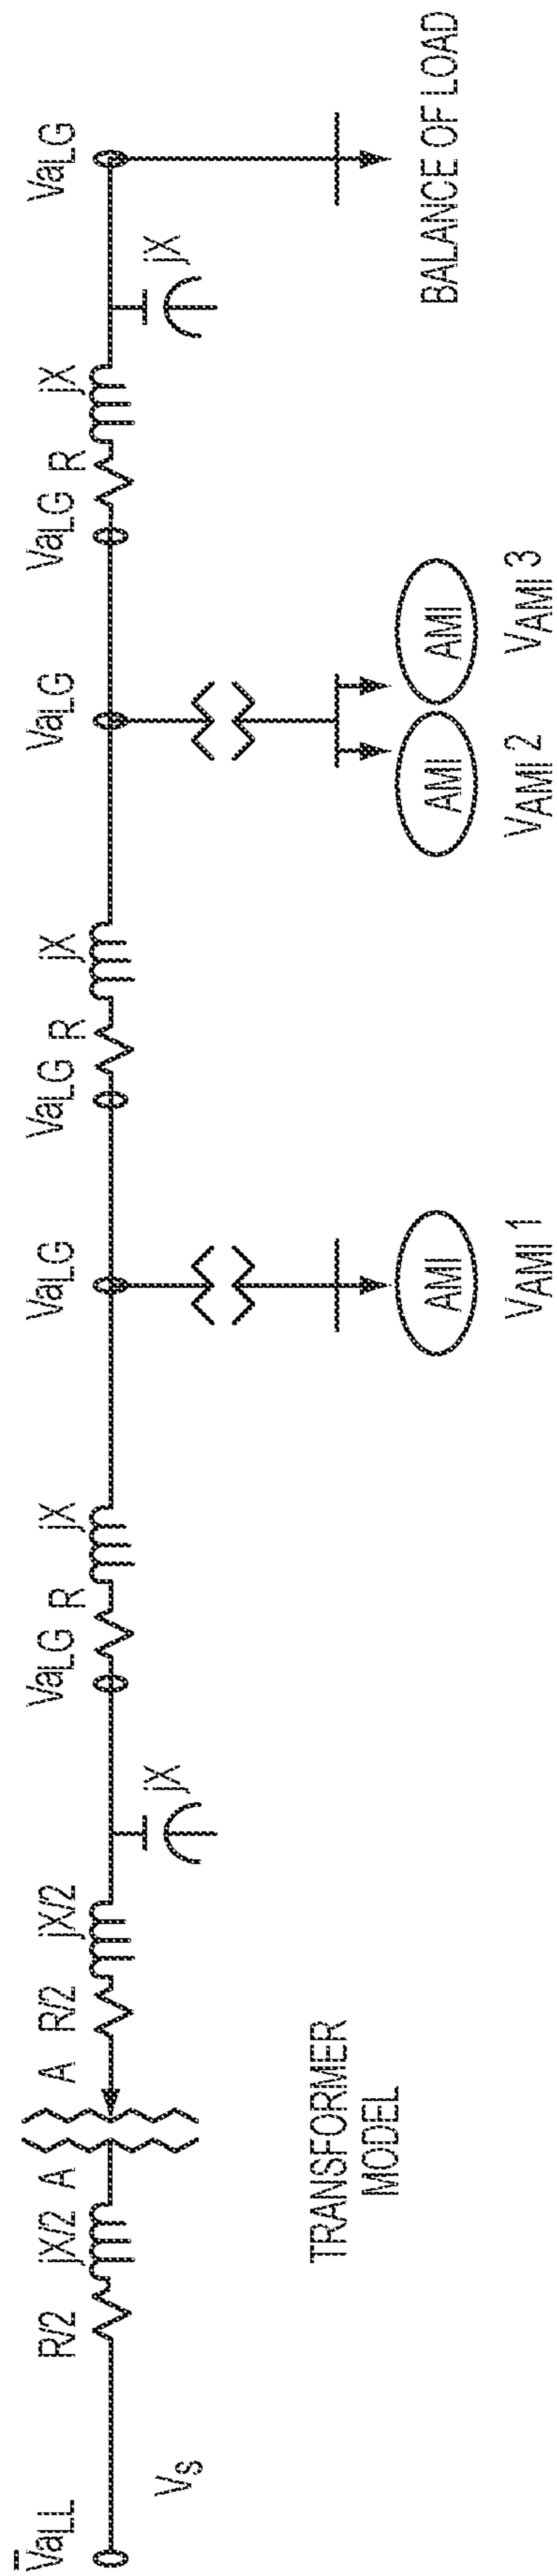 V̅aLL
VS
R/2
jX/2
A
A
R/2
jX/2
TRANSFORMER
MODEL
jX
VaLG
R
jX
VaLG
AMI
VAMI 1
VaLG
R
jX
VaLG
AMI
VAMI 2
AMI
VAMI 3
VaLG
R
jX
jX
VaLG
BALANCE OF LOAD